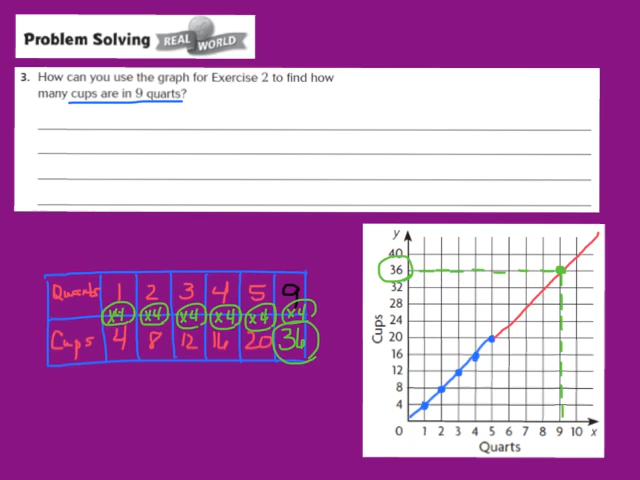 Problem Solving REAL WORLD
3. How can you use the graph for Exercise 2 to find how
many cups are in 9 quarts?
Quarts 1 2 3 4 5 9
x4 x4 x4 x4 x4 x4
Cups 4 8 12 16 20 36
y
40
36
32
28
24
20
16
12
8
4
0 1 2 3 4 5 6 7 8 9 10 x
Cups
Quarts